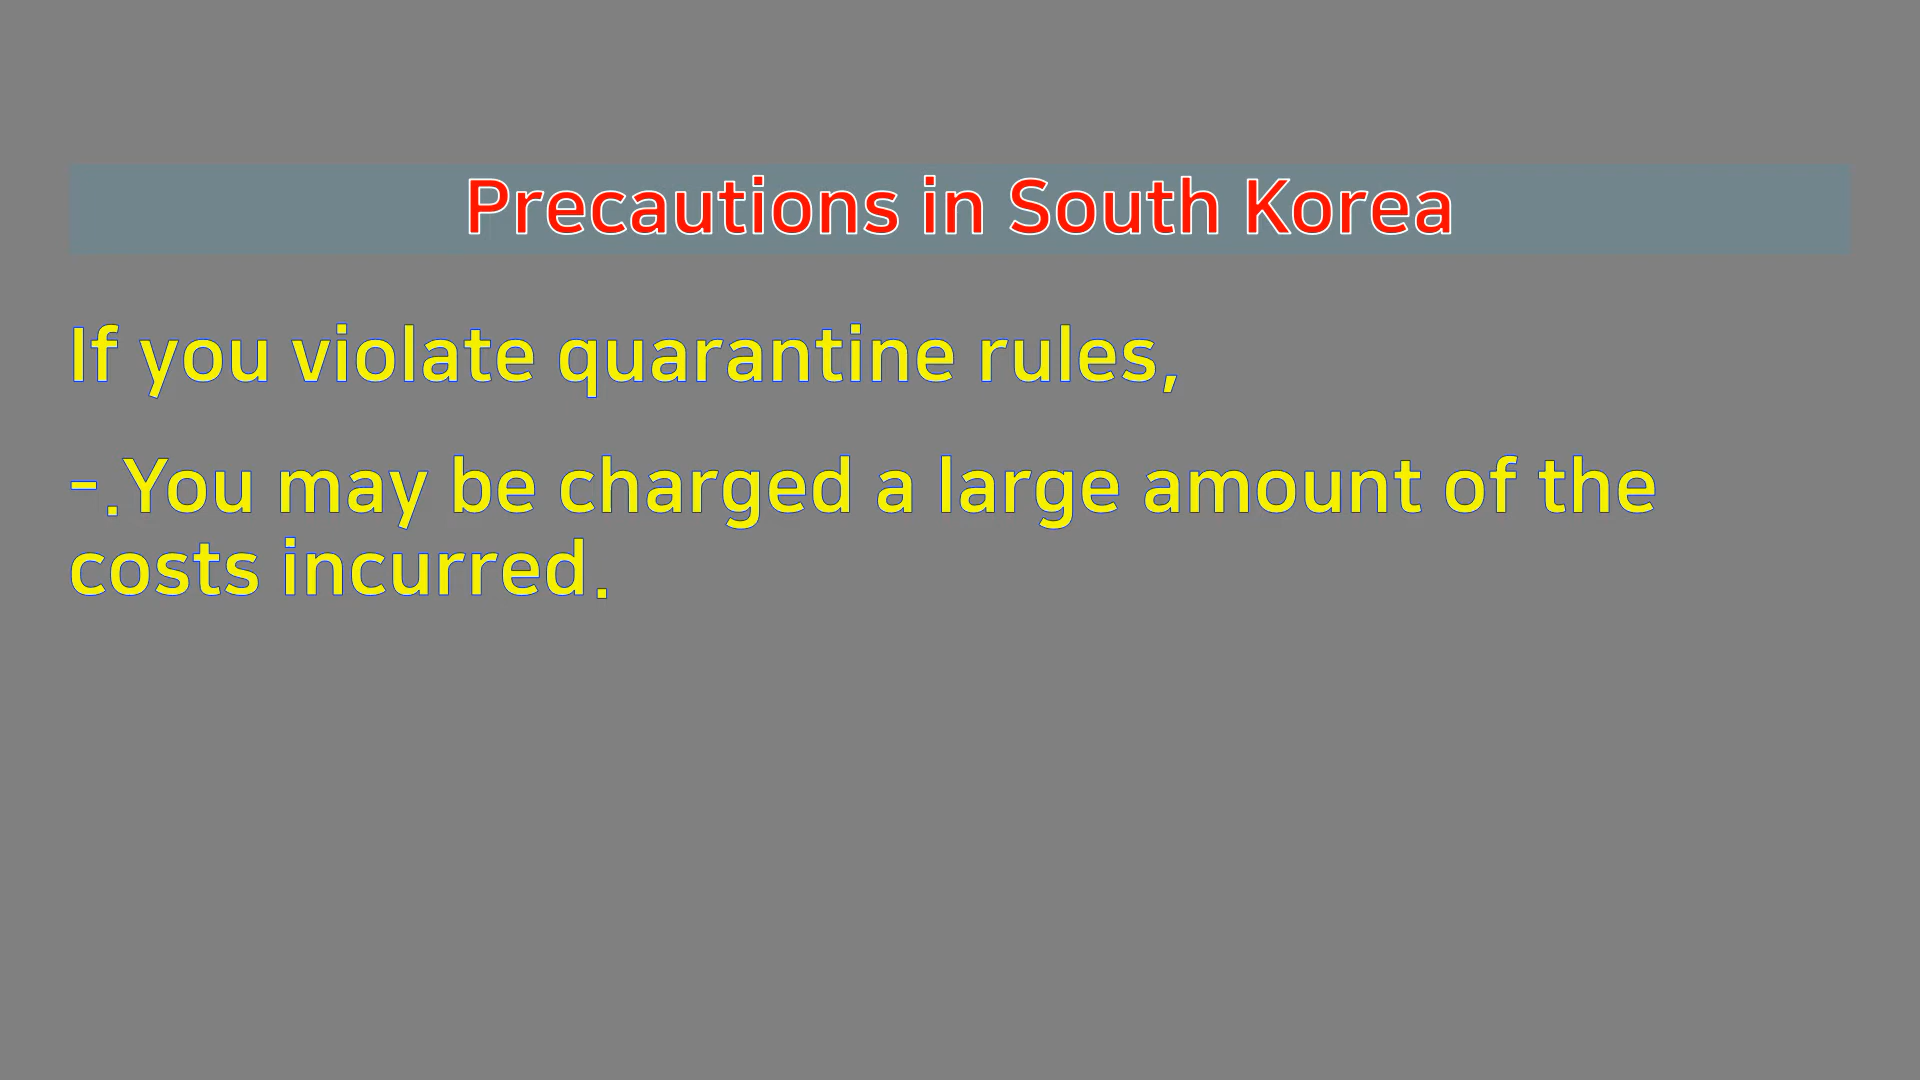 Precautions in South Korea
If you violate quarantine rules,
-.You may be charged a large amount of the
costs incurred.